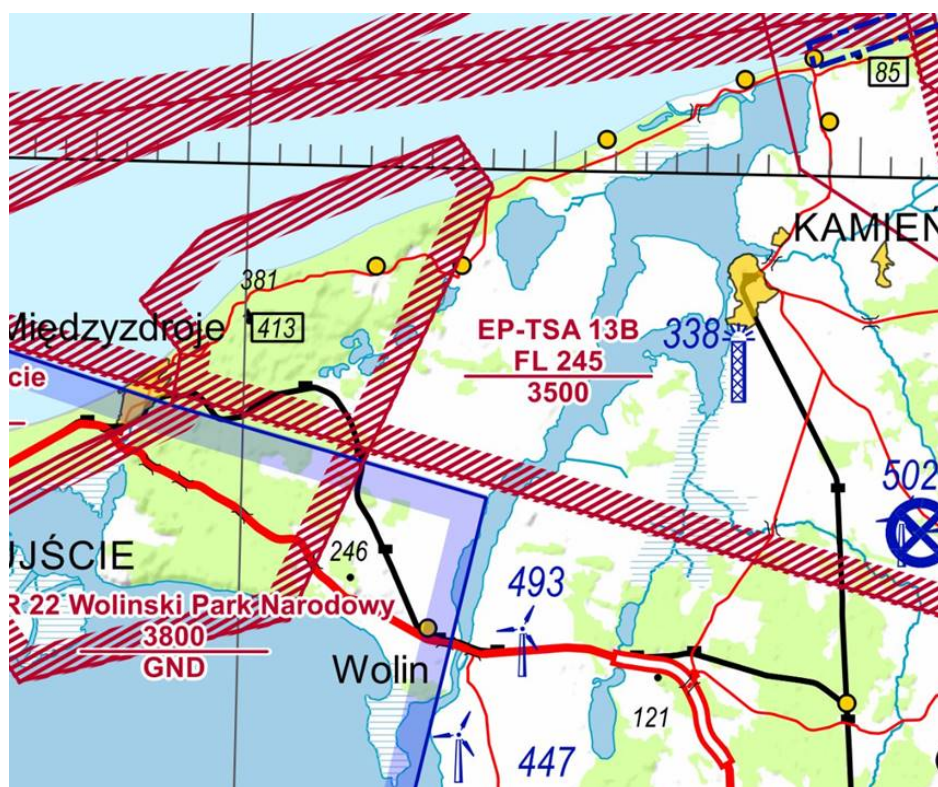 85
KAMIEŃ
381
413
Międzyzdroje
EP-TSA 13B
FL 245
3500
338
cie
502
UJŚCIE
246
R 22 Wolinski Park Narodowy
3800
GND
493
Wolin
121
447